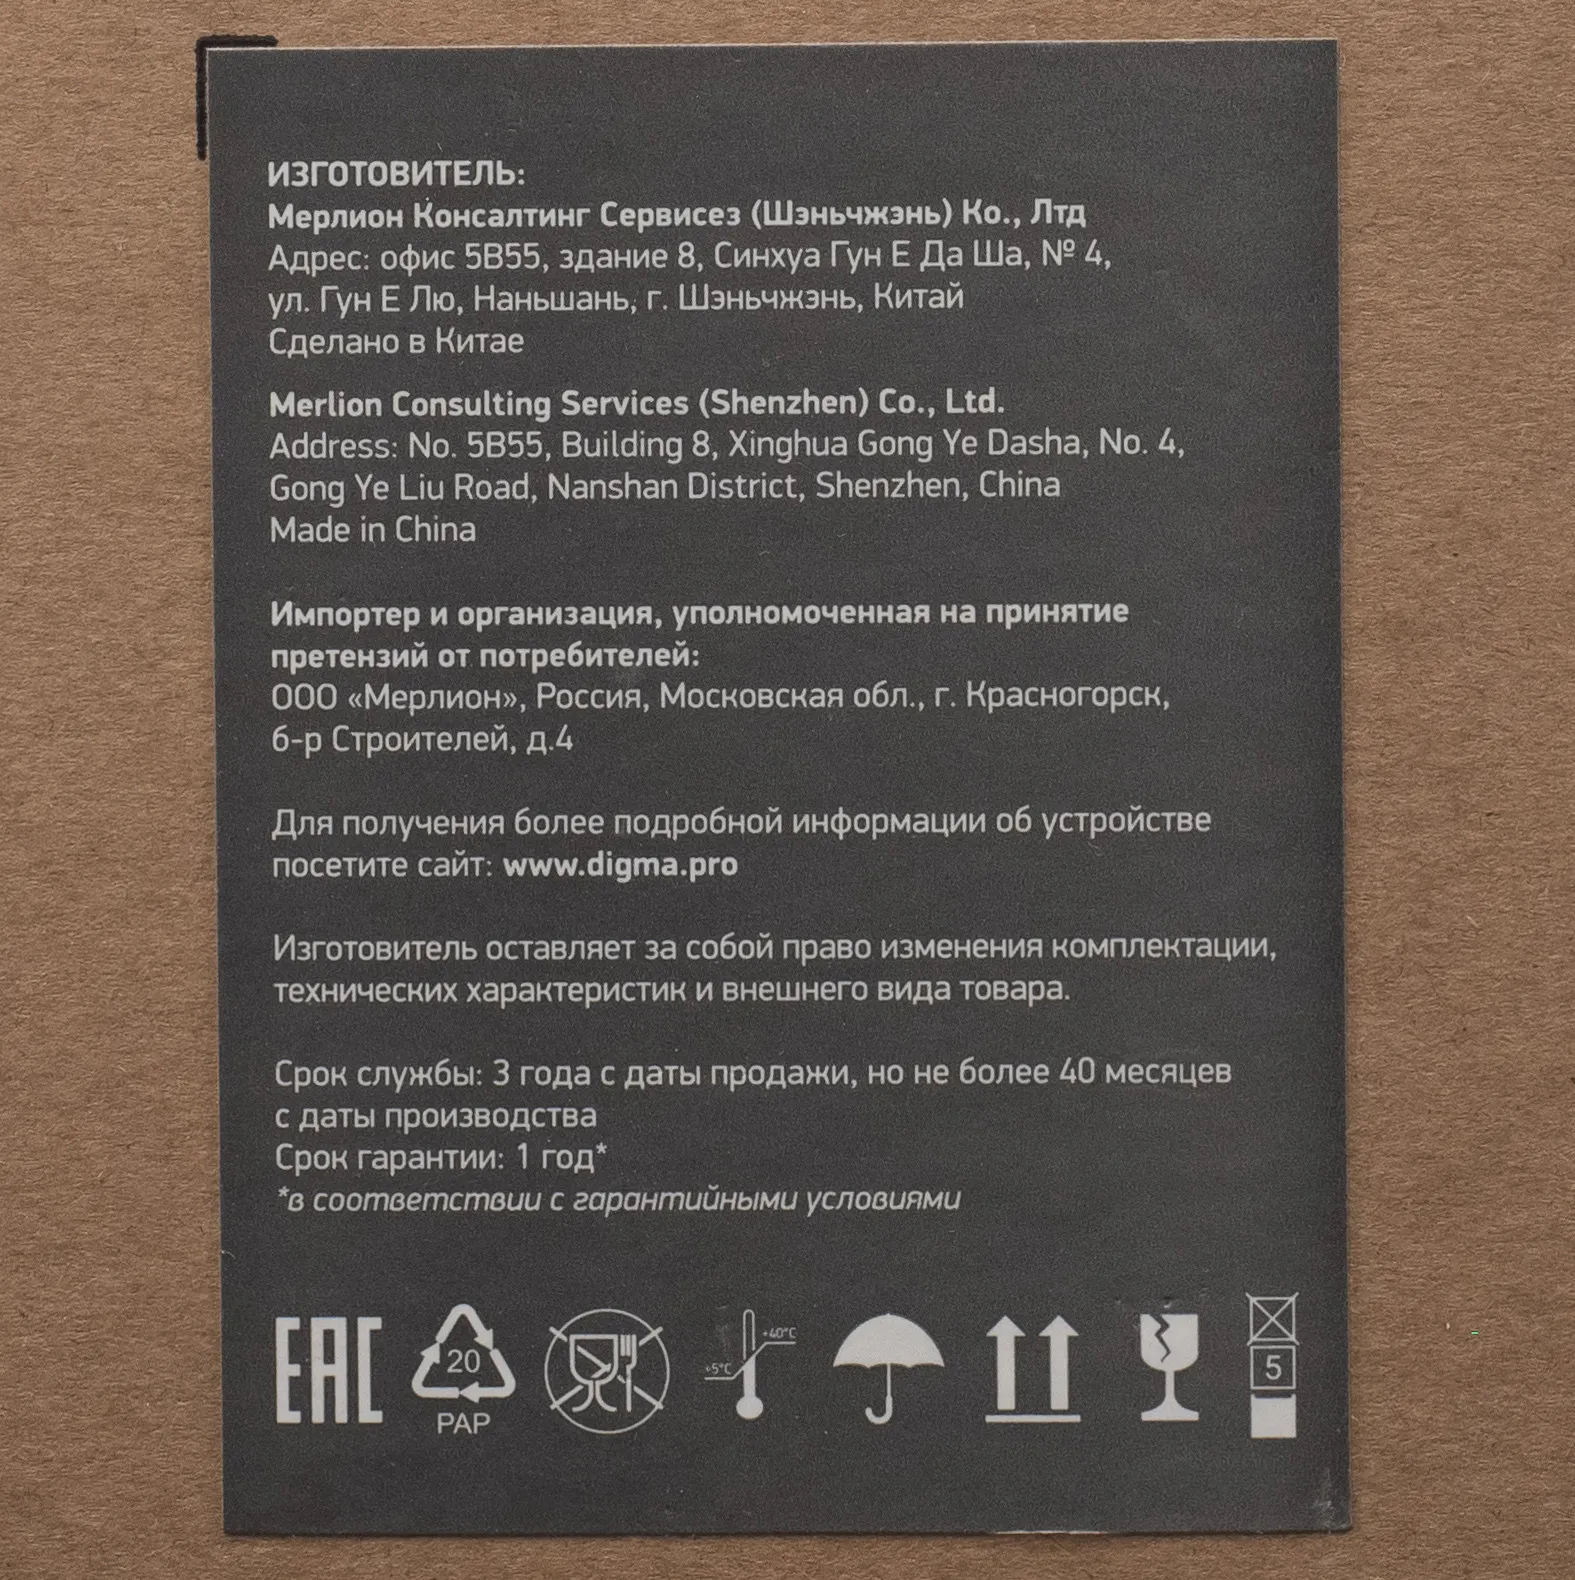 ИЗГОТОВИТЕЛЬ:
Мерлион Консалтинг Сервисез (Шэньчжэнь) Ко., Лтд
Адрес: офис 5B55, здание 8, Синхуа Гун Е Да Ша, № 4,
ул. Гун Е Лю, Наньшань, г. Шэньчжэнь, Китай
Сделано в Китае
Merlion Consulting Services (Shenzhen) Co., Ltd.
Address: No. 5B55, Building 8, Xinghua Gong Ye Dasha, No. 4,
Gong Ye Liu Road, Nanshan District, Shenzhen, China
Made in China
Импортер и организация, уполномоченная на принятие
претензий от потребителей:
ООО «Мерлион», Россия, Московская обл., г. Красногорск,
б-р Строителей, д.4
Для получения более подробной информации об устройстве
посетите сайт: www.digma.pro
Изготовитель оставляет за собой право изменения комплектации,
технических характеристик и внешнего вида товара.
Срок службы: 3 года с даты продажи, но не более 40 месяцев
с даты производства
Срок гарантии: 1 год*
*в соответствии с гарантийными условиями
EAC
20
PAP
+5°C
+40°C
5